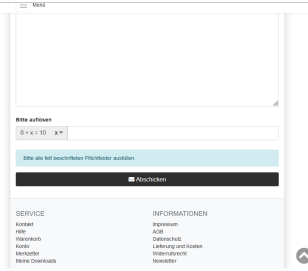 Menü
Bitte auflösen
6 + x = 10 x =
Bitte alle fett beschrifteten Pflichtfelder ausfüllen.
Abschicken
SERVICE
Kontakt
Hilfe
Warenkorb
Konto
Merkzettel
Meine Downloads
INFORMATIONEN
Impressum
AGB
Datenschutz
Lieferung und Kosten
Widerrufsrecht
Newsletter